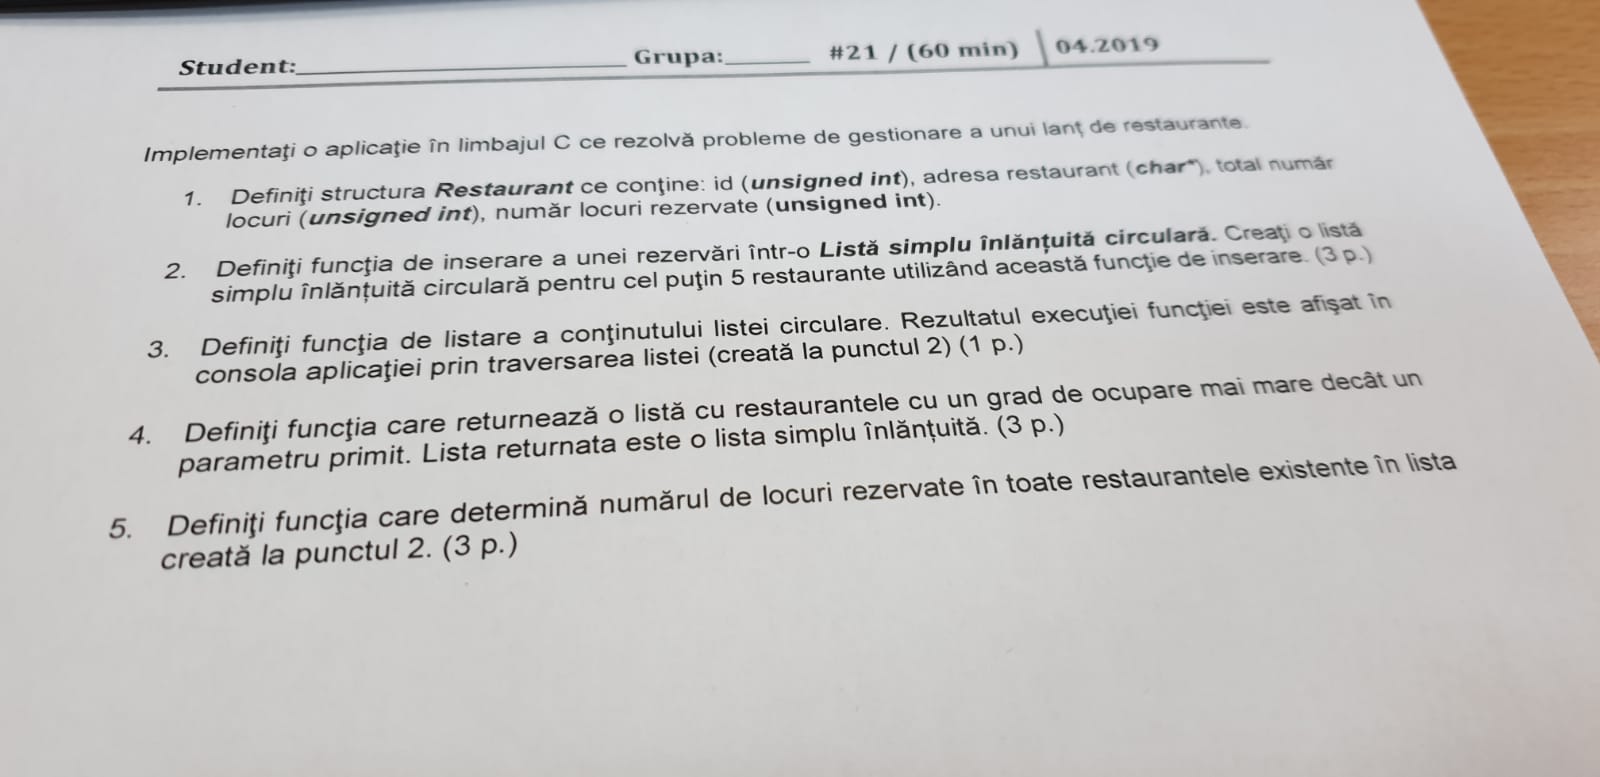 Student:____________________ Grupa:_______ #21 / (60 min) 04.2019
Implementaţi o aplicaţie în limbajul C ce rezolvă probleme de gestionare a unui lanţ de restaurante.
1. Definiţi structura Restaurant ce conţine: id (unsigned int), adresa restaurant (char*), total număr
locuri (unsigned int), număr locuri rezervate (unsigned int).
2. Definiţi funcţia de inserare a unei rezervări într-o Listă simplu înlănțuită circulară. Creaţi o listă
simplu înlănțuită circulară pentru cel puţin 5 restaurante utilizând această funcţie de inserare. (3 p.)
3. Definiţi funcţia de listare a conţinutului listei circulare. Rezultatul execuţiei funcţiei este afişat în
consola aplicaţiei prin traversarea listei (creată la punctul 2) (1 p.)
4. Definiţi funcţia care returnează o listă cu restaurantele cu un grad de ocupare mai mare decât un
parametru primit. Lista returnata este o lista simplu înlănțuită. (3 p.)
5. Definiţi funcţia care determină numărul de locuri rezervate în toate restaurantele existente în lista
creată la punctul 2. (3 p.)